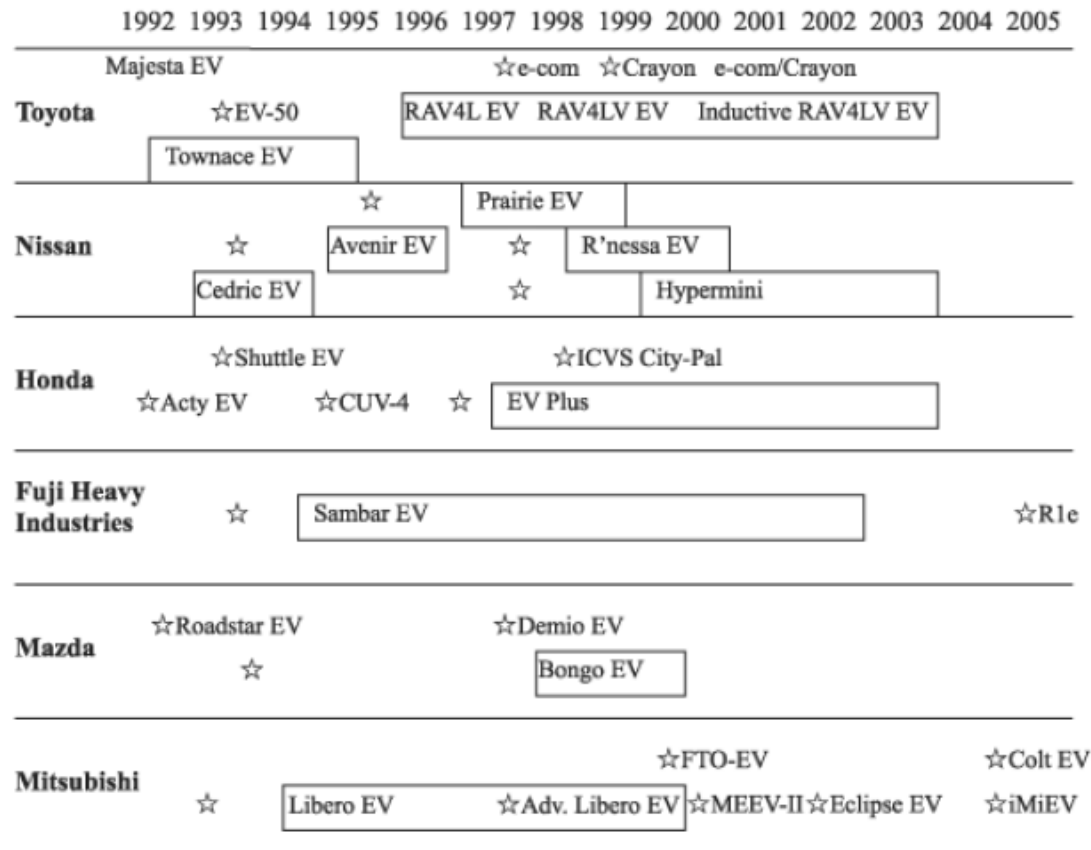 1992 1993 1994 1995 1996 1997 1998 1999 2000 2001 2002 2003 2004 2005
Majesta EV ☆e-com ☆Crayon e-com/Crayon
Toyota ☆EV-50 RAV4L EV RAV4LV EV Inductive RAV4LV EV
Townace EV
☆ Prairie EV
Nissan ☆ Avenir EV ☆ R'nessa EV
Cedric EV ☆ Hypermini
☆Shuttle EV ☆ICVS City-Pal
Honda
☆Acty EV ☆CUV-4 ☆ EV Plus
Fuji Heavy
Industries ☆ Sambar EV ☆R1e
☆Roadstar EV ☆Demio EV
Mazda
☆ Bongo EV
☆FTO-EV ☆Colt EV
Mitsubishi
☆ Libero EV ☆Adv. Libero EV ☆MEEV-II ☆Eclipse EV ☆iMiEV